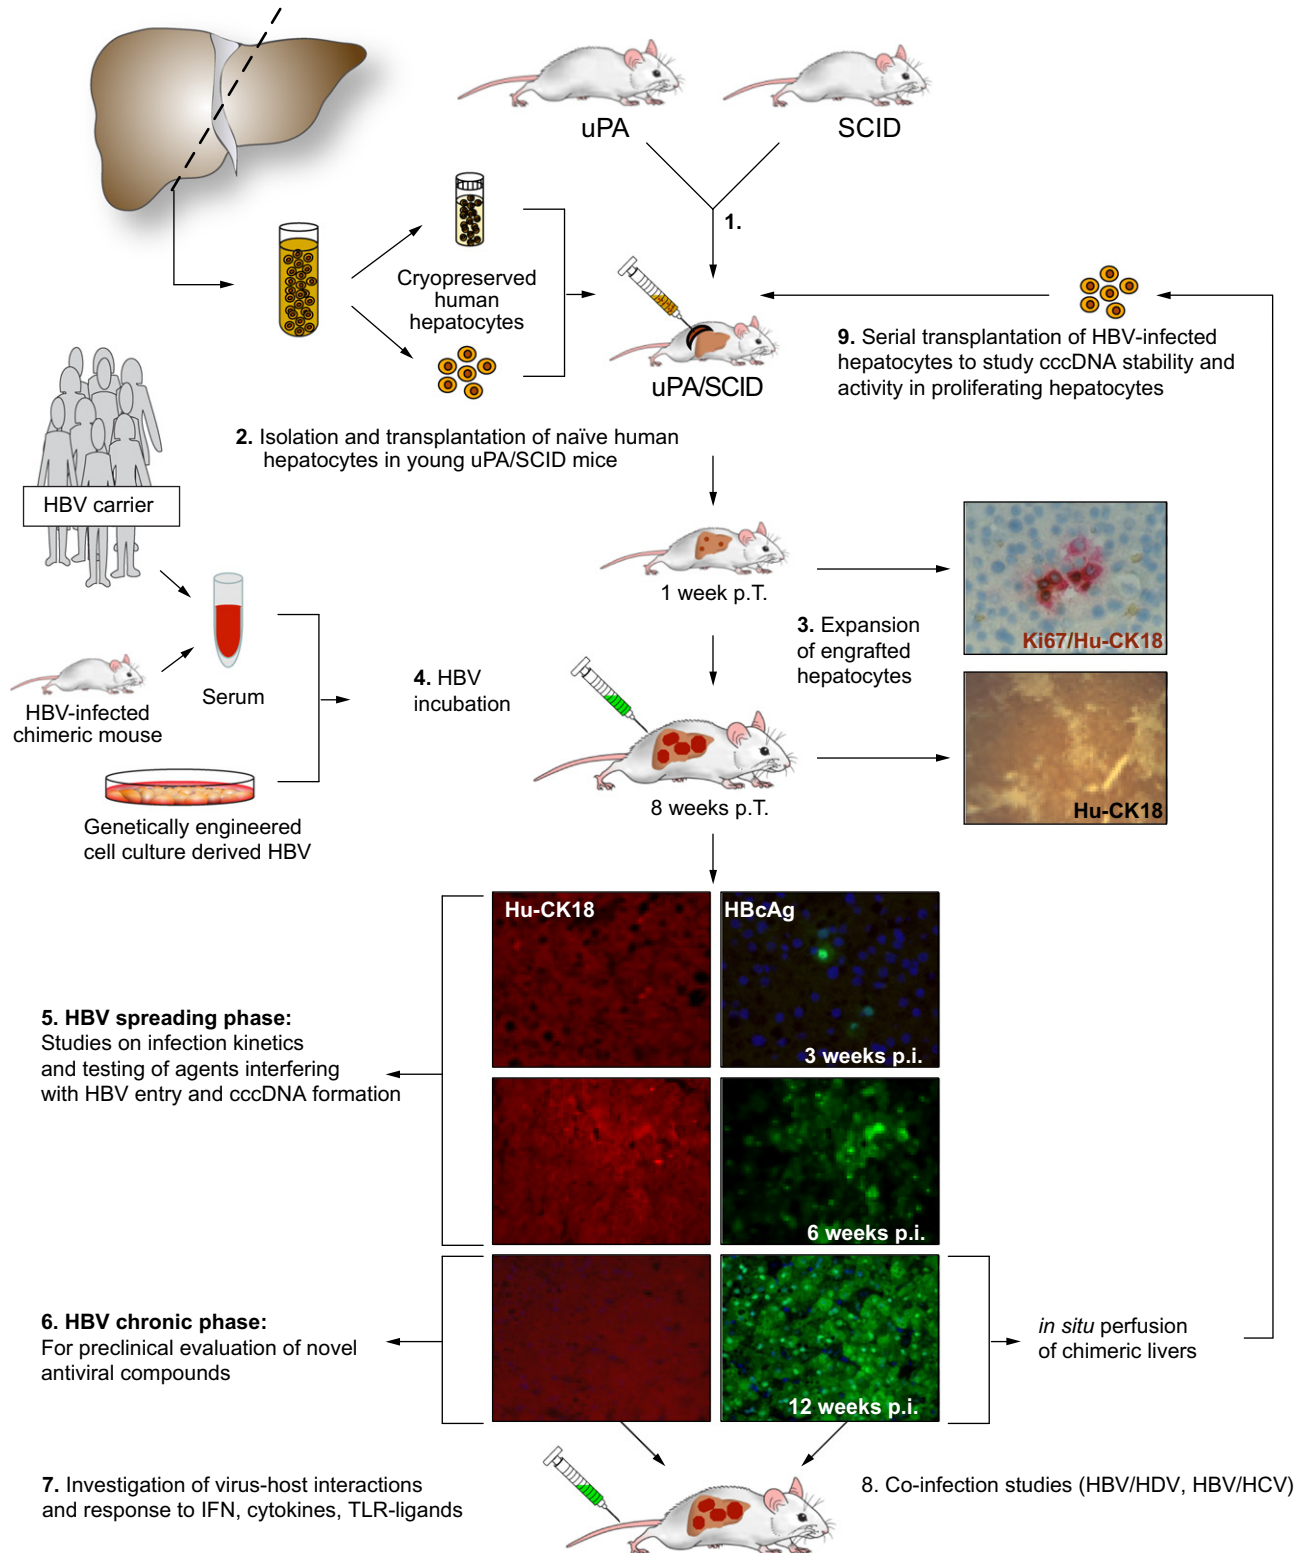 uPA
SCID
1.
Cryopreserved
human
hepatocytes
uPA/SCID
9. Serial transplantation of HBV-infected
hepatocytes to study cccDNA stability and
activity in proliferating hepatocytes
2. Isolation and transplantation of naïve human
hepatocytes in young uPA/SCID mice
HBV carrier
1 week p.T.
Ki67/Hu-CK18
3. Expansion
of engrafted
hepatocytes
Serum
4. HBV
incubation
HBV-infected
chimeric mouse
8 weeks p.T.
Hu-CK18
Genetically engineered
cell culture derived HBV
Hu-CK18
HBcAg
3 weeks p.i.
5. HBV spreading phase:
Studies on infection kinetics
and testing of agents interfering
with HBV entry and cccDNA formation
6 weeks p.i.
6. HBV chronic phase:
For preclinical evaluation of novel
antiviral compounds
in situ perfusion
of chimeric livers
12 weeks p.i.
7. Investigation of virus-host interactions
and response to IFN, cytokines, TLR-ligands
8. Co-infection studies (HBV/HDV, HBV/HCV)